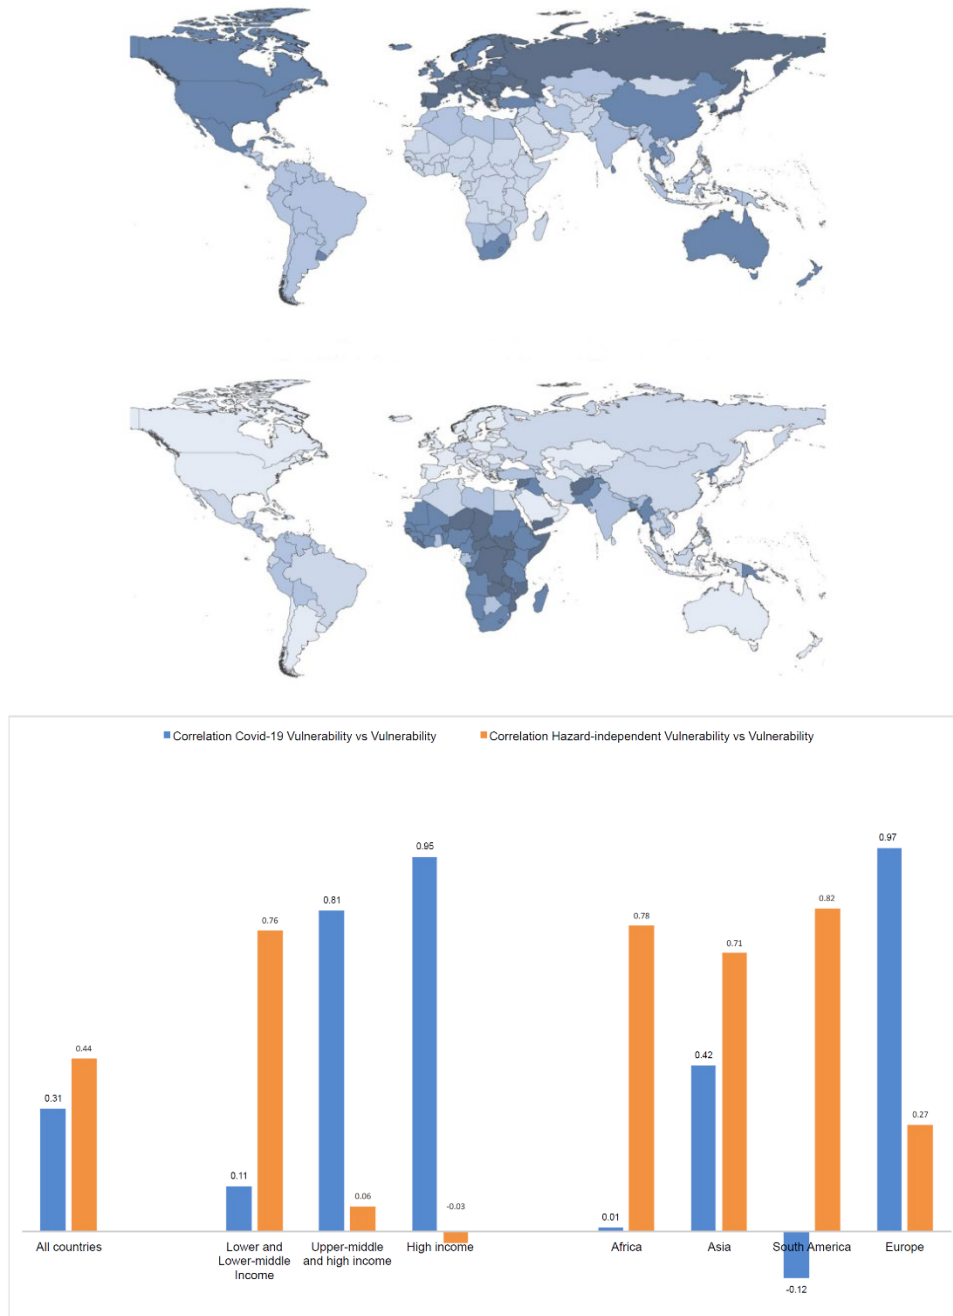 Correlation Covid-19 Vulnerability vs Vulnerability
Correlation Hazard-independent Vulnerability vs Vulnerability
0.31
0.44
0.11
0.76
0.81
0.06
0.95
-0.03
0.01
0.78
0.42
0.71
-0.12
0.82
0.97
0.27
All countries
Lower and
Lower-middle
Income
Upper-middle
and high income
High income
Africa
Asia
South America
Europe